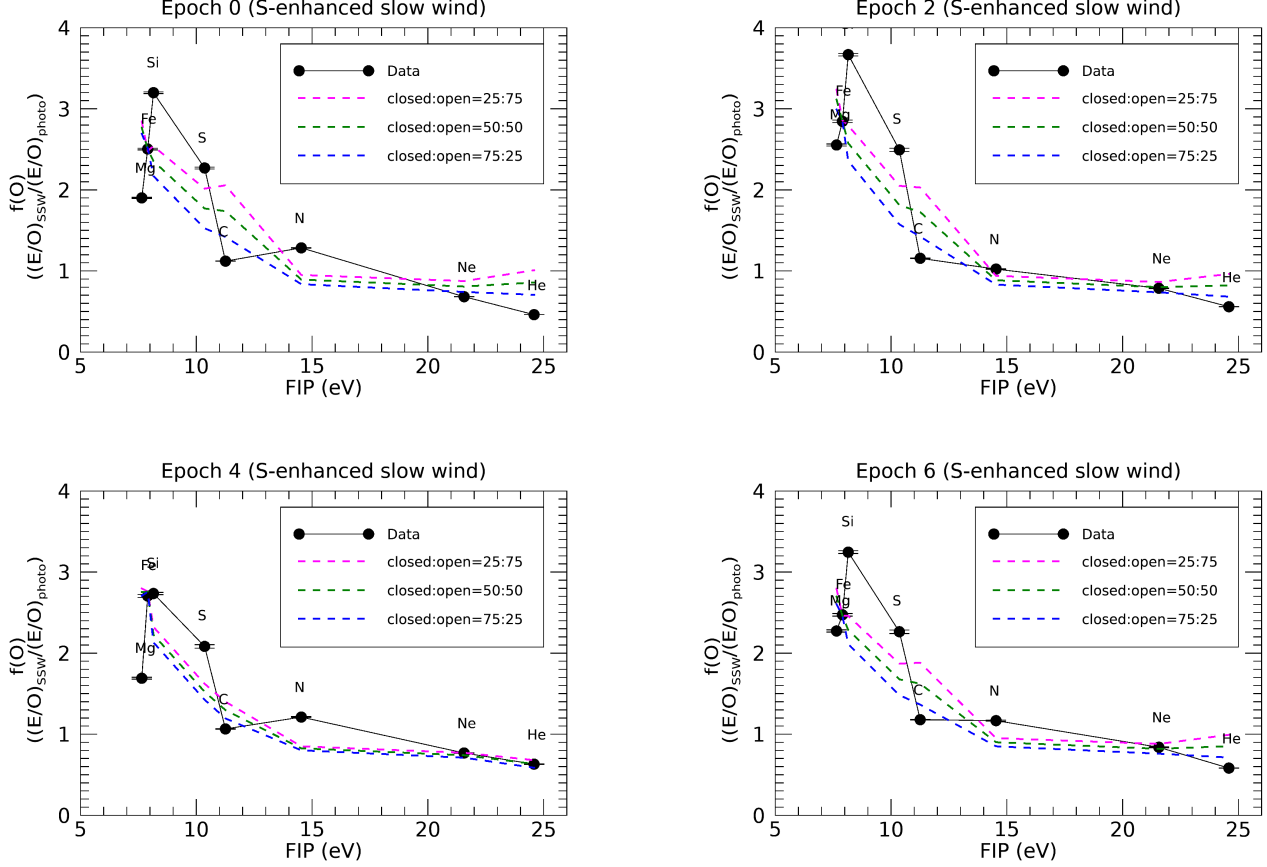 Epoch 0 (S-enhanced slow wind)
f(O)
((E/O)SSW/(E/O)photo)
4
3
2
1
0
5
10
15
20
25
FIP (eV)
Si
Fe
Mg
S
C
N
Ne
He
Data
closed:open=25:75
closed:open=50:50
closed:open=75:25
Epoch 2 (S-enhanced slow wind)
f(O)
((E/O)SSW/(E/O)photo)
4
3
2
1
0
5
10
15
20
25
FIP (eV)
Fe
Mg
S
C
N
Ne
He
Data
closed:open=25:75
closed:open=50:50
closed:open=75:25
Epoch 4 (S-enhanced slow wind)
f(O)
((E/O)SSW/(E/O)photo)
4
3
2
1
0
5
10
15
20
25
FIP (eV)
Fe
Si
Mg
S
C
N
Ne
He
Data
closed:open=25:75
closed:open=50:50
closed:open=75:25
Epoch 6 (S-enhanced slow wind)
f(O)
((E/O)SSW/(E/O)photo)
4
3
2
1
0
5
10
15
20
25
FIP (eV)
Si
Fe
Mg
S
C
N
Ne
He
Data
closed:open=25:75
closed:open=50:50
closed:open=75:25